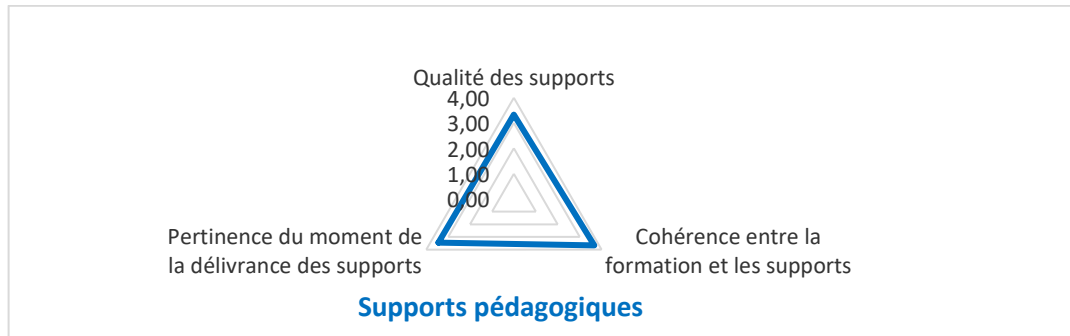 Qualité des supports
4,00
3,00
2,00
1,00
0,00
Pertinence du moment de
la délivrance des supports
Cohérence entre la
formation et les supports
Supports pédagogiques